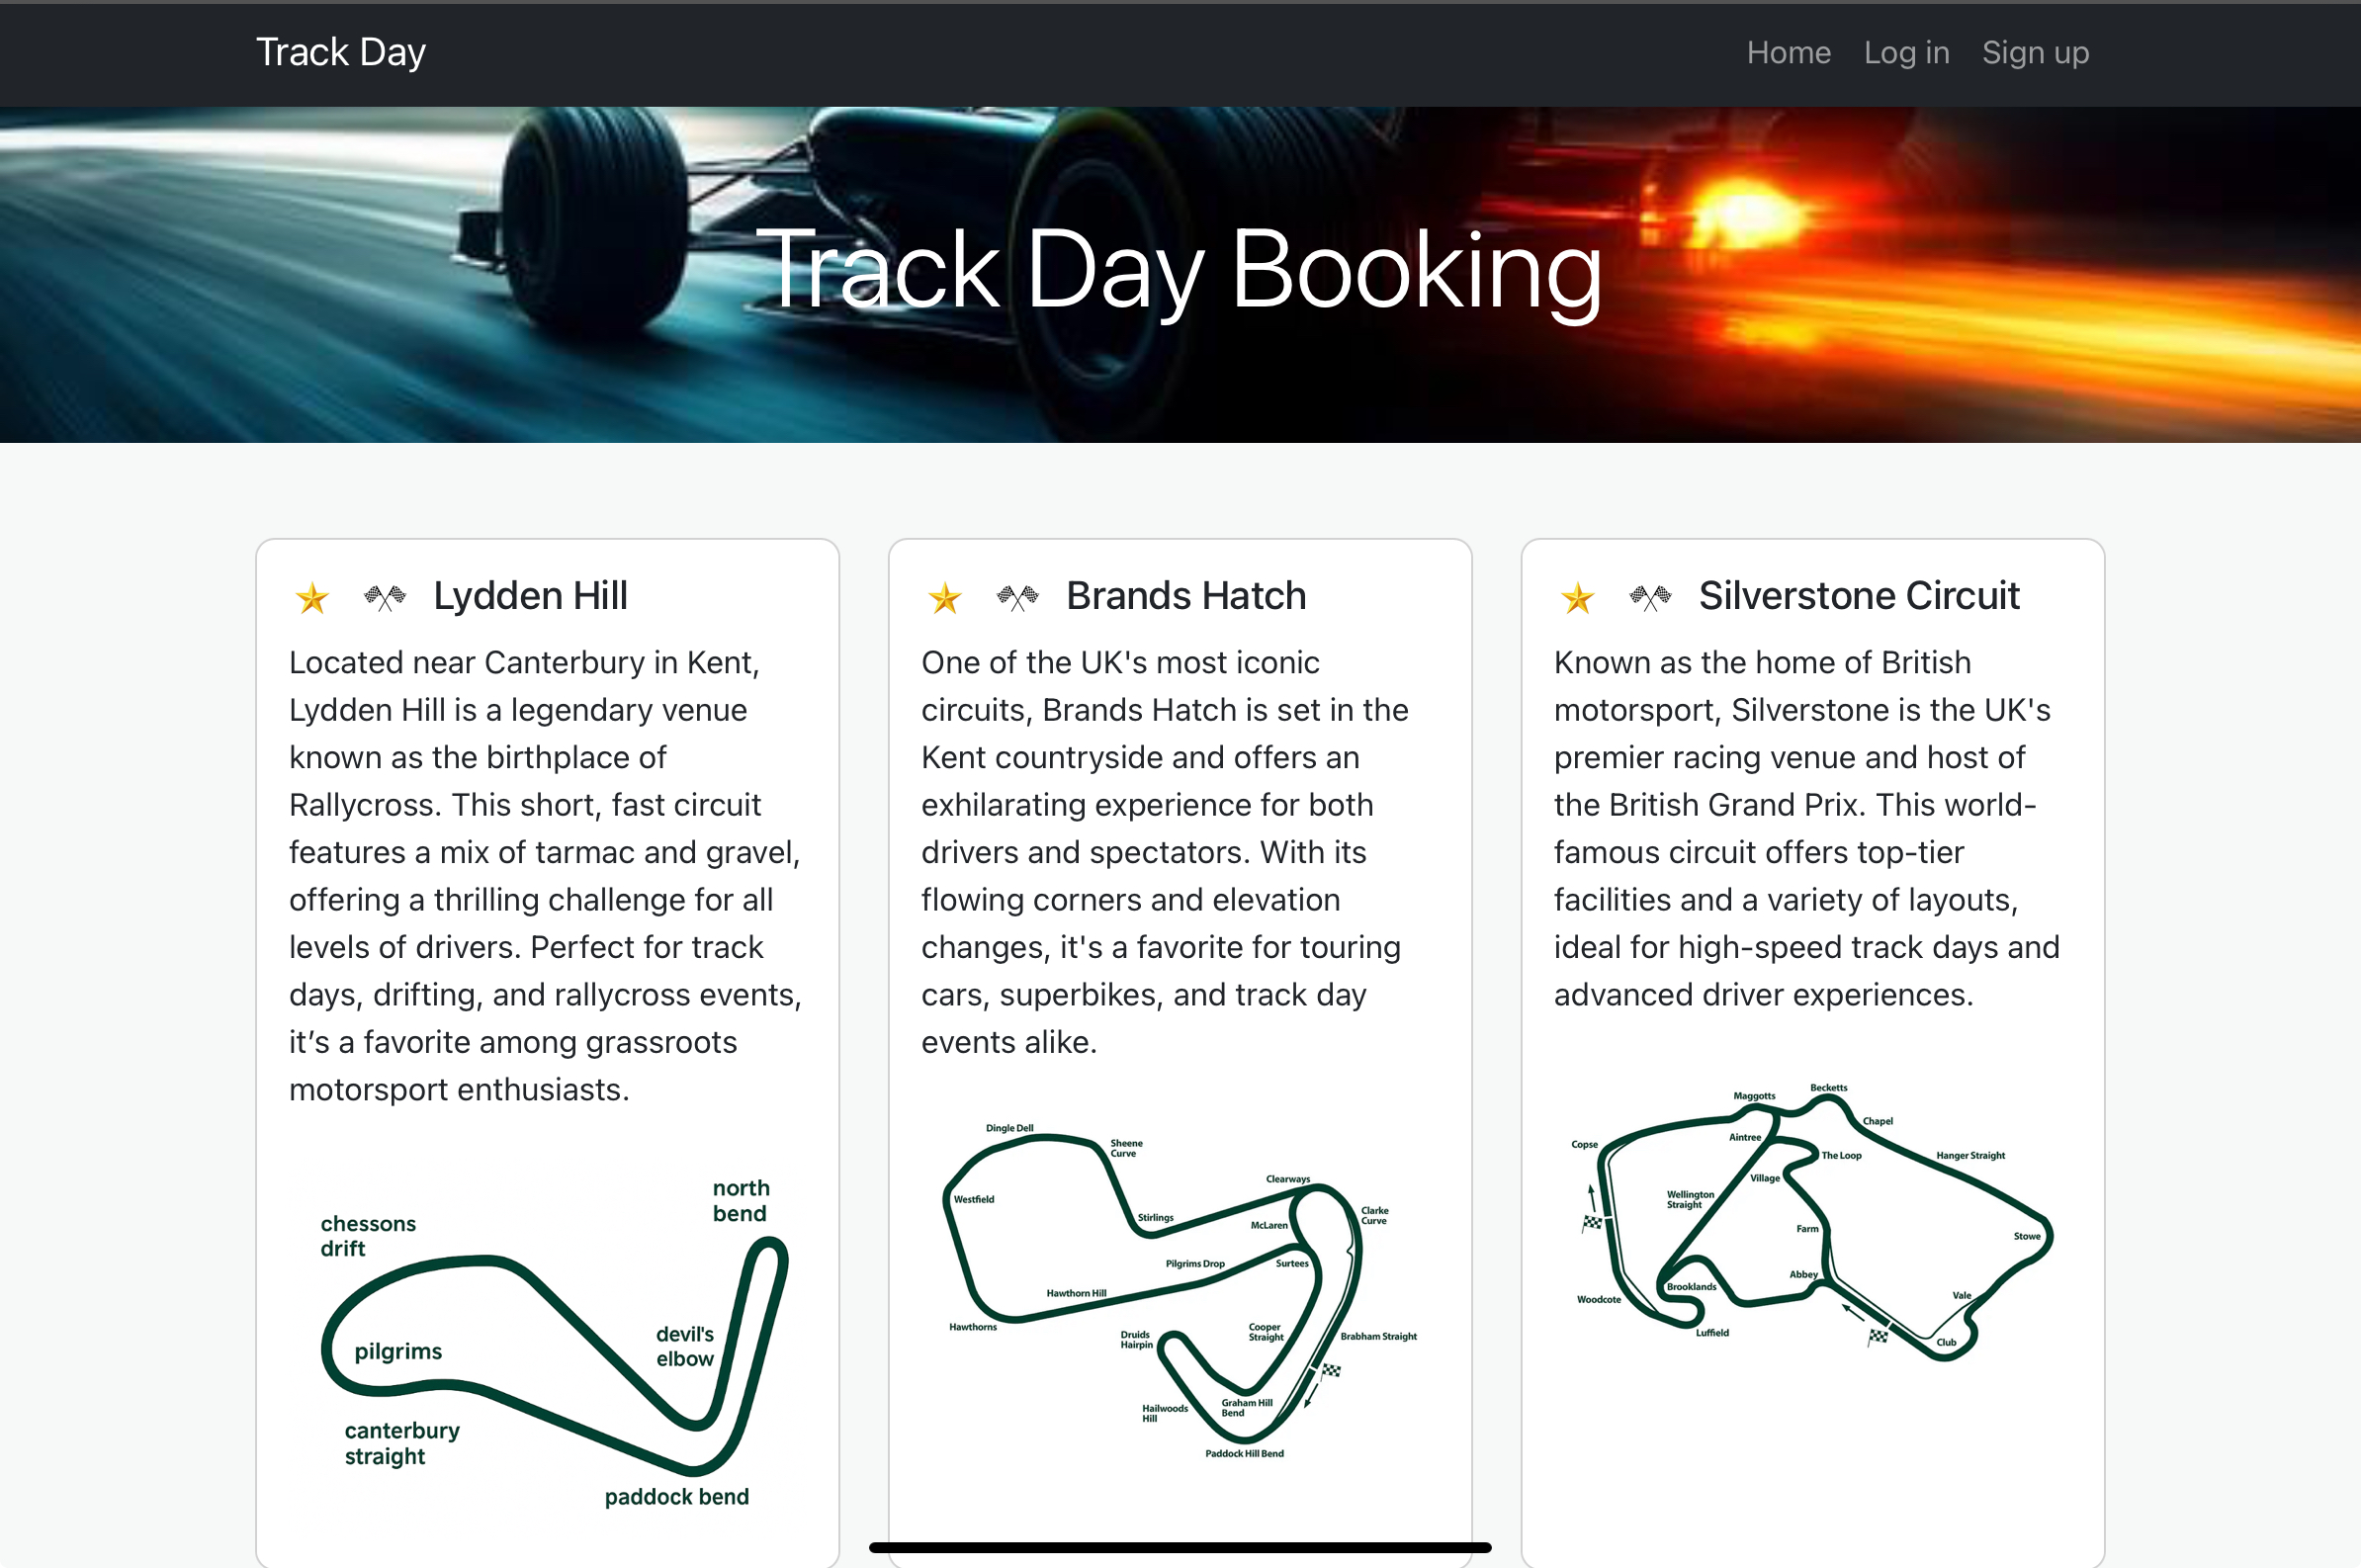 Track Day
Home Log in Sign up
Track Day Booking
Lydden Hill
Located near Canterbury in Kent,
Lydden Hill is a legendary venue
known as the birthplace of
Rallycross. This short, fast circuit
features a mix of tarmac and gravel,
offering a thrilling challenge for all
levels of drivers. Perfect for track
days, drifting, and rallycross events,
it’s a favorite among grassroots
motorsport enthusiasts.
north
bend
chessons
drift
devil's
elbow
pilgrims
canterbury
straight
paddock bend
Brands Hatch
One of the UK's most iconic
circuits, Brands Hatch is set in the
Kent countryside and offers an
exhilarating experience for both
drivers and spectators. With its
flowing corners and elevation
changes, it's a favorite for touring
cars, superbikes, and track day
events alike.
Dingle Dell
Sheene
Curve
Clearways
Westfield
Stirlings
McLaren
Clarke
Curve
Pilgrims Drop
Surtees
Hawthorn Hill
Hawthorns
Druids
Hairpin
Cooper
Straight
Brabham Straight
Hailwoods
Hill
Graham Hill
Bend
Paddock Hill Bend
Silverstone Circuit
Known as the home of British
motorsport, Silverstone is the UK's
premier racing venue and host of
the British Grand Prix. This world-
famous circuit offers top-tier
facilities and a variety of layouts,
ideal for high-speed track days and
advanced driver experiences.
Becketts
Maggotts
Chapel
Copse
Aintree
The Loop
Hanger Straight
Village
Wellington
Straight
Farm
Stowe
Abbey
Brooklands
Vale
Woodcote
Luffield
Club